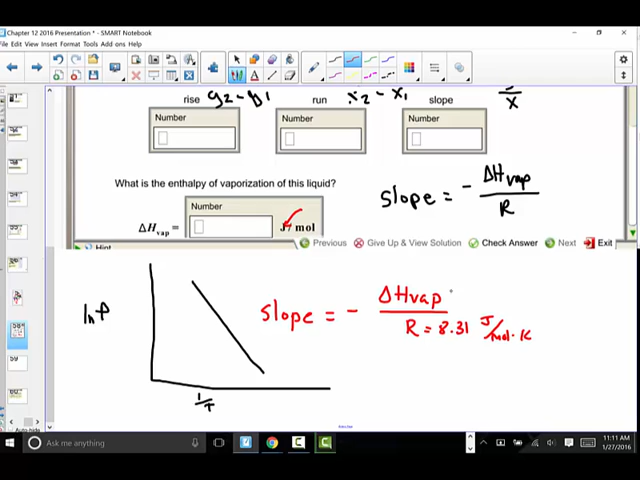 Chapter 12 2016 Presentation * - SMART Notebook
File Edit View Insert Format Tools Add-ons Help
rise y2 - y1 run x2 - x1 slope
x
Number Number Number
What is the enthalpy of vaporization of this liquid?
slope = - ΔHvap
R
Number
ΔHvap = J / mol
Hint Previous Give Up & View Solution Check Answer Next Exit
ln P
slope = - ΔHvap
R = 8.31 J/mol·K
1/T
59
Auto-hide
Ask me anything
11:11 AM
1/27/2016